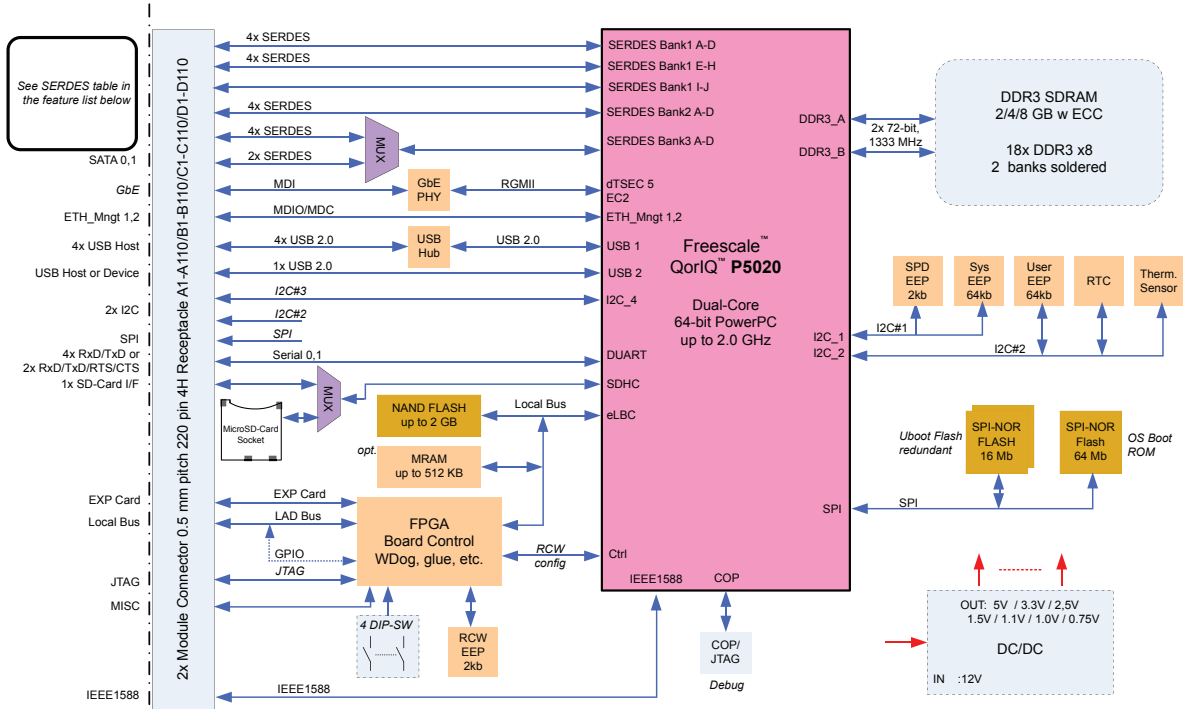 See SERDES table in
the feature list below
SATA 0,1
GbE
ETH_Mngt 1,2
4x USB Host
USB Host or Device
2x I2C
SPI
4x RxD/TxD or
2x RxD/TxD/RTS/CTS
1x SD-Card I/F
EXP Card
Local Bus
JTAG
MISC
IEEE1588
2x Module Connector 0.5 mm pitch 220 pin 4H Receptacle A1-A110/B1-B110/C1-C110/D1-D110
4x SERDES
4x SERDES
4x SERDES
4x SERDES
2x SERDES
MUX
MDI
GbE
PHY
RGMII
MDIO/MDC
4x USB 2.0
USB
Hub
USB 2.0
1x USB 2.0
I2C#3
I2C#2
SPI
Serial 0,1
MUX
MicroSD-Card
Socket
NAND FLASH
up to 2 GB
Local Bus
opt.
MRAM
up to 512 KB
EXP Card
LAD Bus
GPIO
JTAG
FPGA
Board Control
WDog, glue, etc.
RCW
config
4 DIP-SW
RCW
EEP
2kb
IEEE1588
SERDES Bank1 A-D
SERDES Bank1 E-H
SERDES Bank1 I-J
SERDES Bank2 A-D
SERDES Bank3 A-D
dTSEC 5
EC2
ETH_Mngt 1,2
USB 1
USB 2
I2C_4
DUART
SDHC
eLBC
Ctrl
IEEE1588
COP
Freescale™
QorIQ™ P5020
Dual-Core
64-bit PowerPC
up to 2.0 GHz
DDR3_A
DDR3_B
I2C_1
I2C_2
SPI
COP/
JTAG
Debug
2x 72-bit,
1333 MHz
DDR3 SDRAM
2/4/8 GB w ECC
18x DDR3 x8
2 banks soldered
SPD
EEP
2kb
Sys
EEP
64kb
User
EEP
64kb
RTC
Therm.
Sensor
I2C#1
I2C#2
Uboot Flash
redundant
SPI-NOR
FLASH
16 Mb
SPI-NOR
Flash
64 Mb
OS Boot
ROM
SPI
OUT: 5V / 3.3V / 2,5V
1.5V / 1.1V / 1.0V / 0.75V
DC/DC
IN :12V